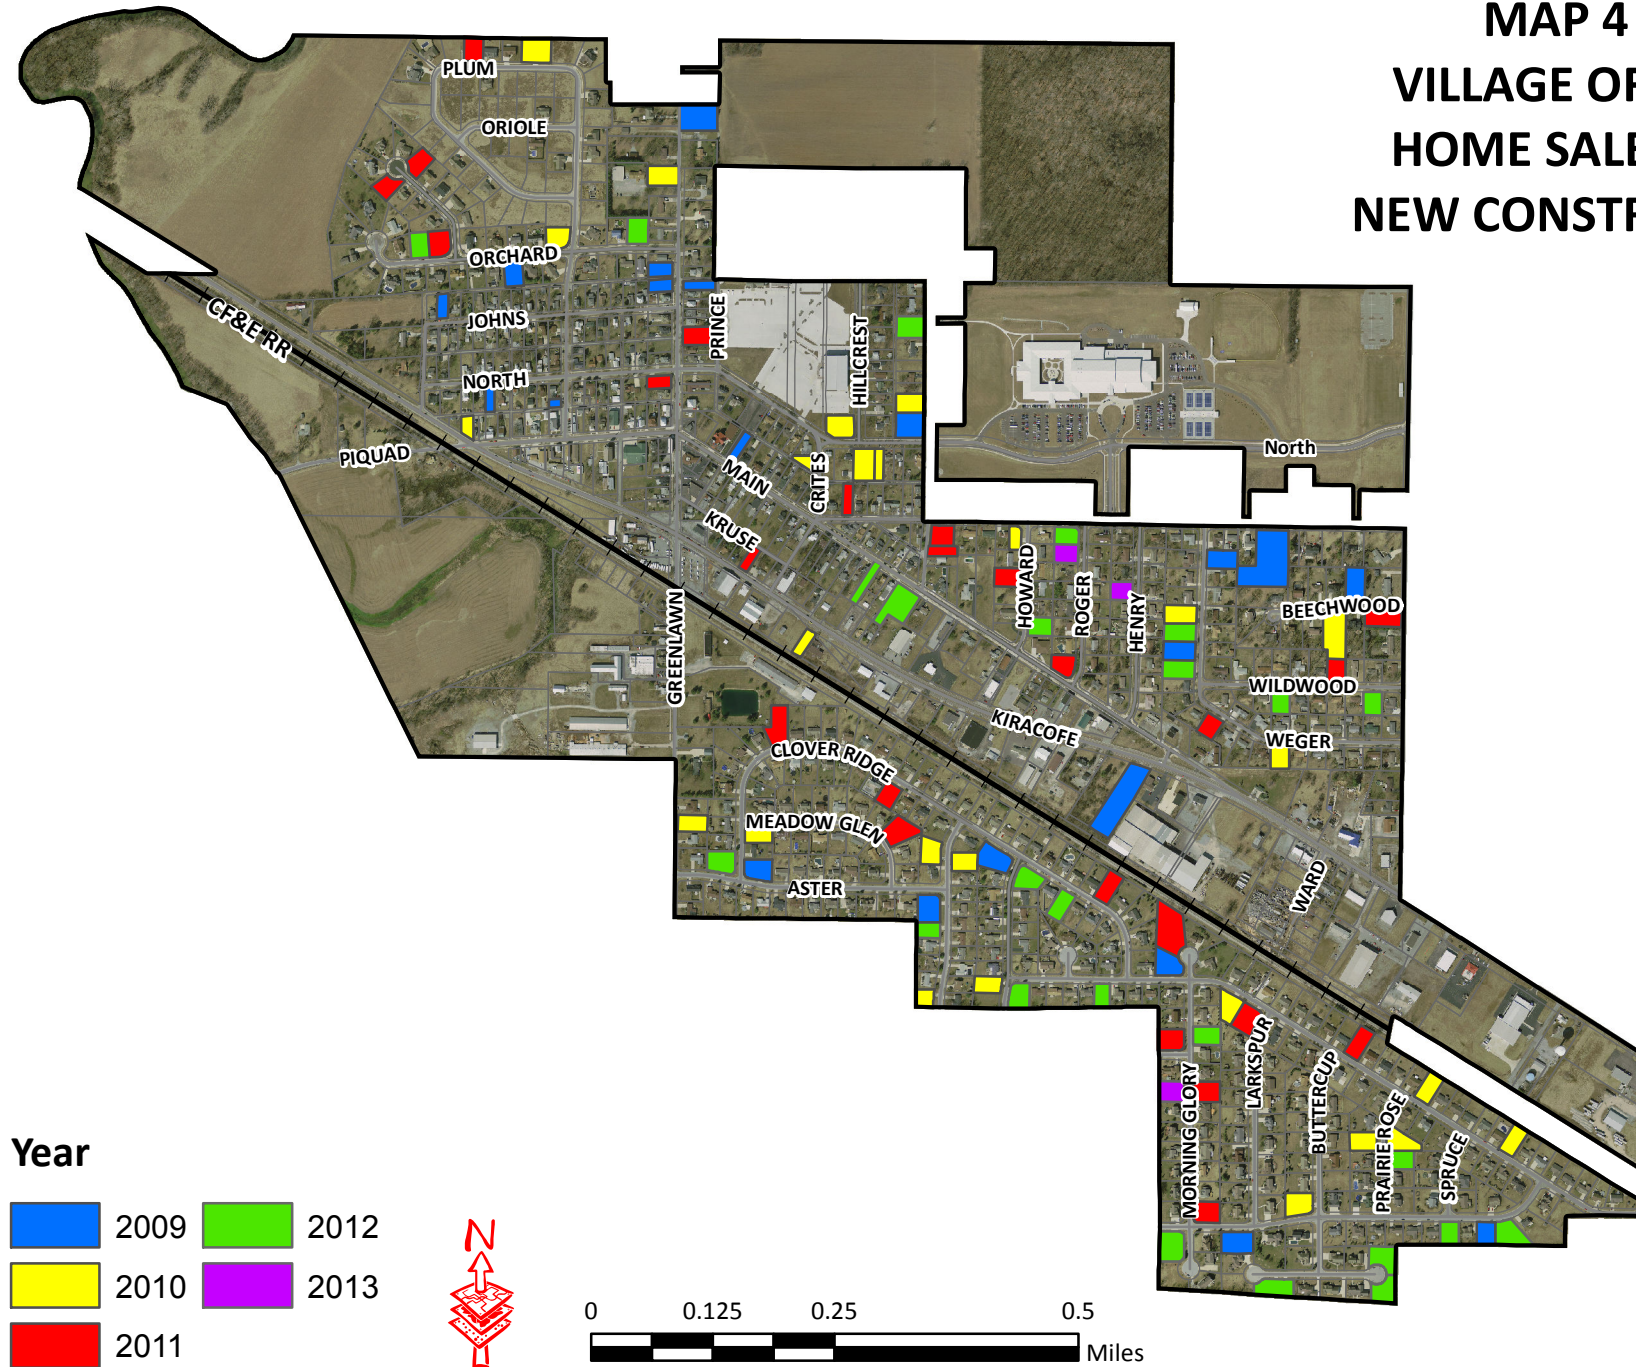 MAP 4
VILLAGE OF
HOME SALE
NEW CONSTR
PLUM
ORIOLE
ORCHARD
JOHNS
CF&E RR
PRINCE
HILLCREST
NORTH
PIQUAD
MAIN
CRITES
North
KRUSE
HOWARD
ROGER
HENRY
BEECHWOOD
GREENLAWN
WILDWOOD
KIRACOFE
WEGER
CLOVER RIDGE
MEADOW GLEN
ASTER
WARD
LARKSPUR
BUTTERCUP
MORNING GLORY
PRAIRIE ROSE
SPRUCE
Year
2009
2012
2010
2013
2011
N
0 0.125 0.25 0.5
Miles